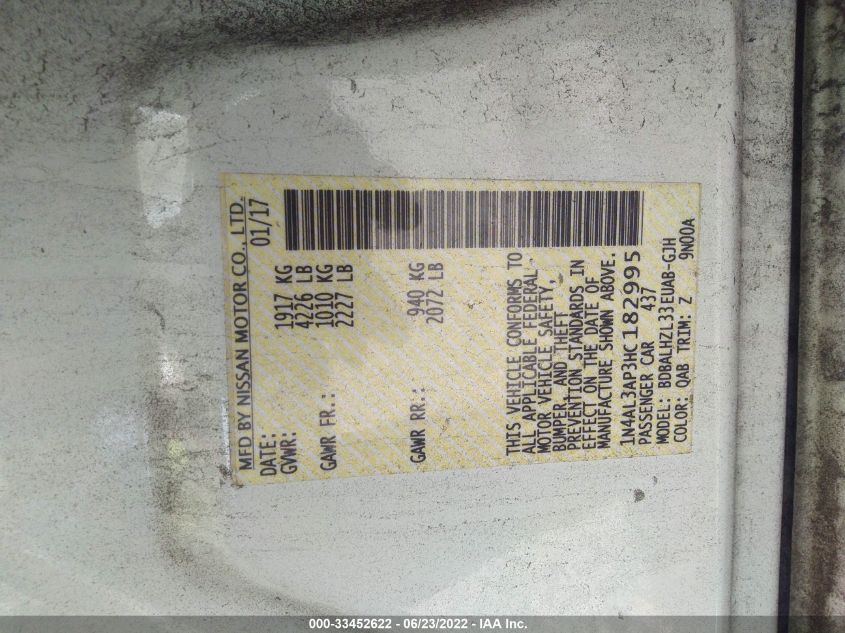 MFD BY NISSAN MOTOR CO., LTD.
DATE: 01/17
GVWR: 1917 KG
4226 LB
GAWR FR.: 1010 KG
2227 LB
GAWR RR.: 940 KG
2072 LB
THIS VEHICLE CONFORMS TO
ALL APPLICABLE FEDERAL
MOTOR VEHICLE SAFETY,
BUMPER, AND THEFT
PREVENTION STANDARDS IN
EFFECT ON THE DATE OF
MANUFACTURE SHOWN ABOVE.
1N4AL3AP3HC182995
PASSENGER CAR 437
MODEL: BDBALHZL33EUAB-GJH
COLOR: QAB TRIM: Z 9N00A
000-33452622 - 06/23/2022 - IAA Inc.